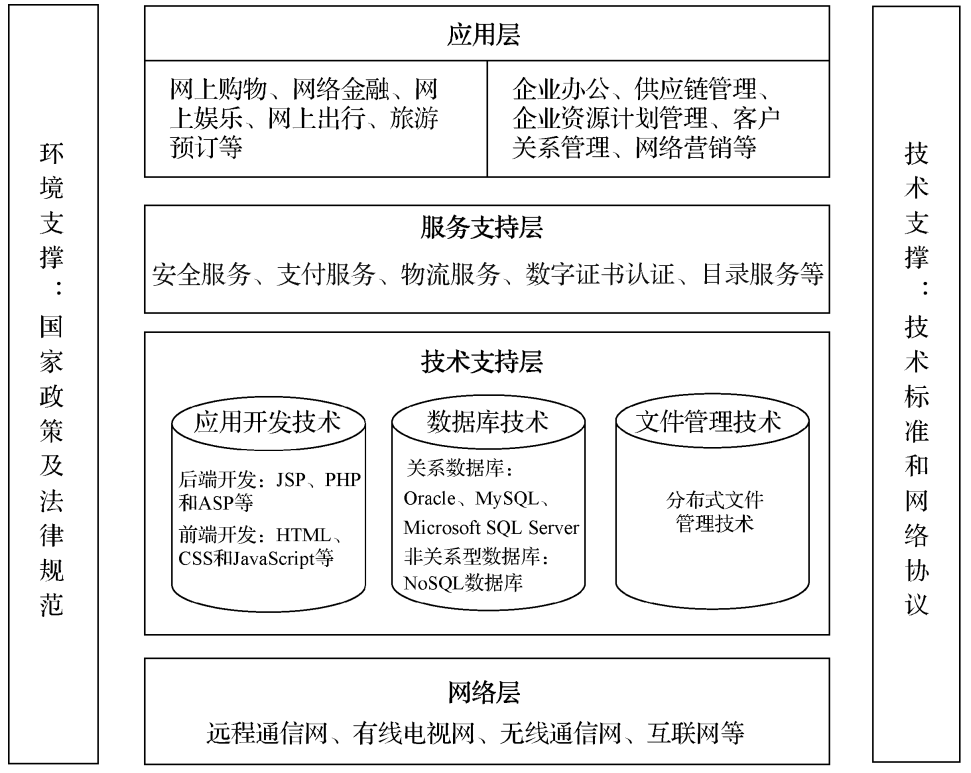 环境支撑：国家政策及法律规范
应用层
网上购物、网络金融、网
上娱乐、网上出行、旅游
预订等
企业办公、供应链管理、
企业资源计划管理、客户
关系管理、网络营销等
服务支持层
安全服务、支付服务、物流服务、数字证书认证、目录服务等
技术支持层
应用开发技术
后端开发：JSP、PHP
和ASP等
前端开发：HTML、
CSS和JavaScript等
数据库技术
关系数据库：
Oracle、MySQL、
Microsoft SQL Server
非关系型数据库：
NoSQL数据库
文件管理技术
分布式文件
管理技术
网络层
远程通信网、有线电视网、无线通信网、互联网等
技术支撑：技术标准和网络协议